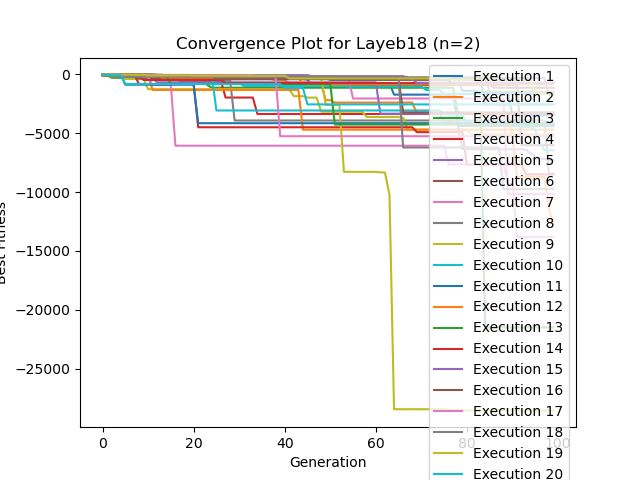 Convergence Plot for Layeb18 (n=2)
Best Fitness
0
−5000
−10000
−15000
−20000
−25000
0
20
40
60
80
100
Generation
Execution 1
Execution 2
Execution 3
Execution 4
Execution 5
Execution 6
Execution 7
Execution 8
Execution 9
Execution 10
Execution 11
Execution 12
Execution 13
Execution 14
Execution 15
Execution 16
Execution 17
Execution 18
Execution 19
Execution 20